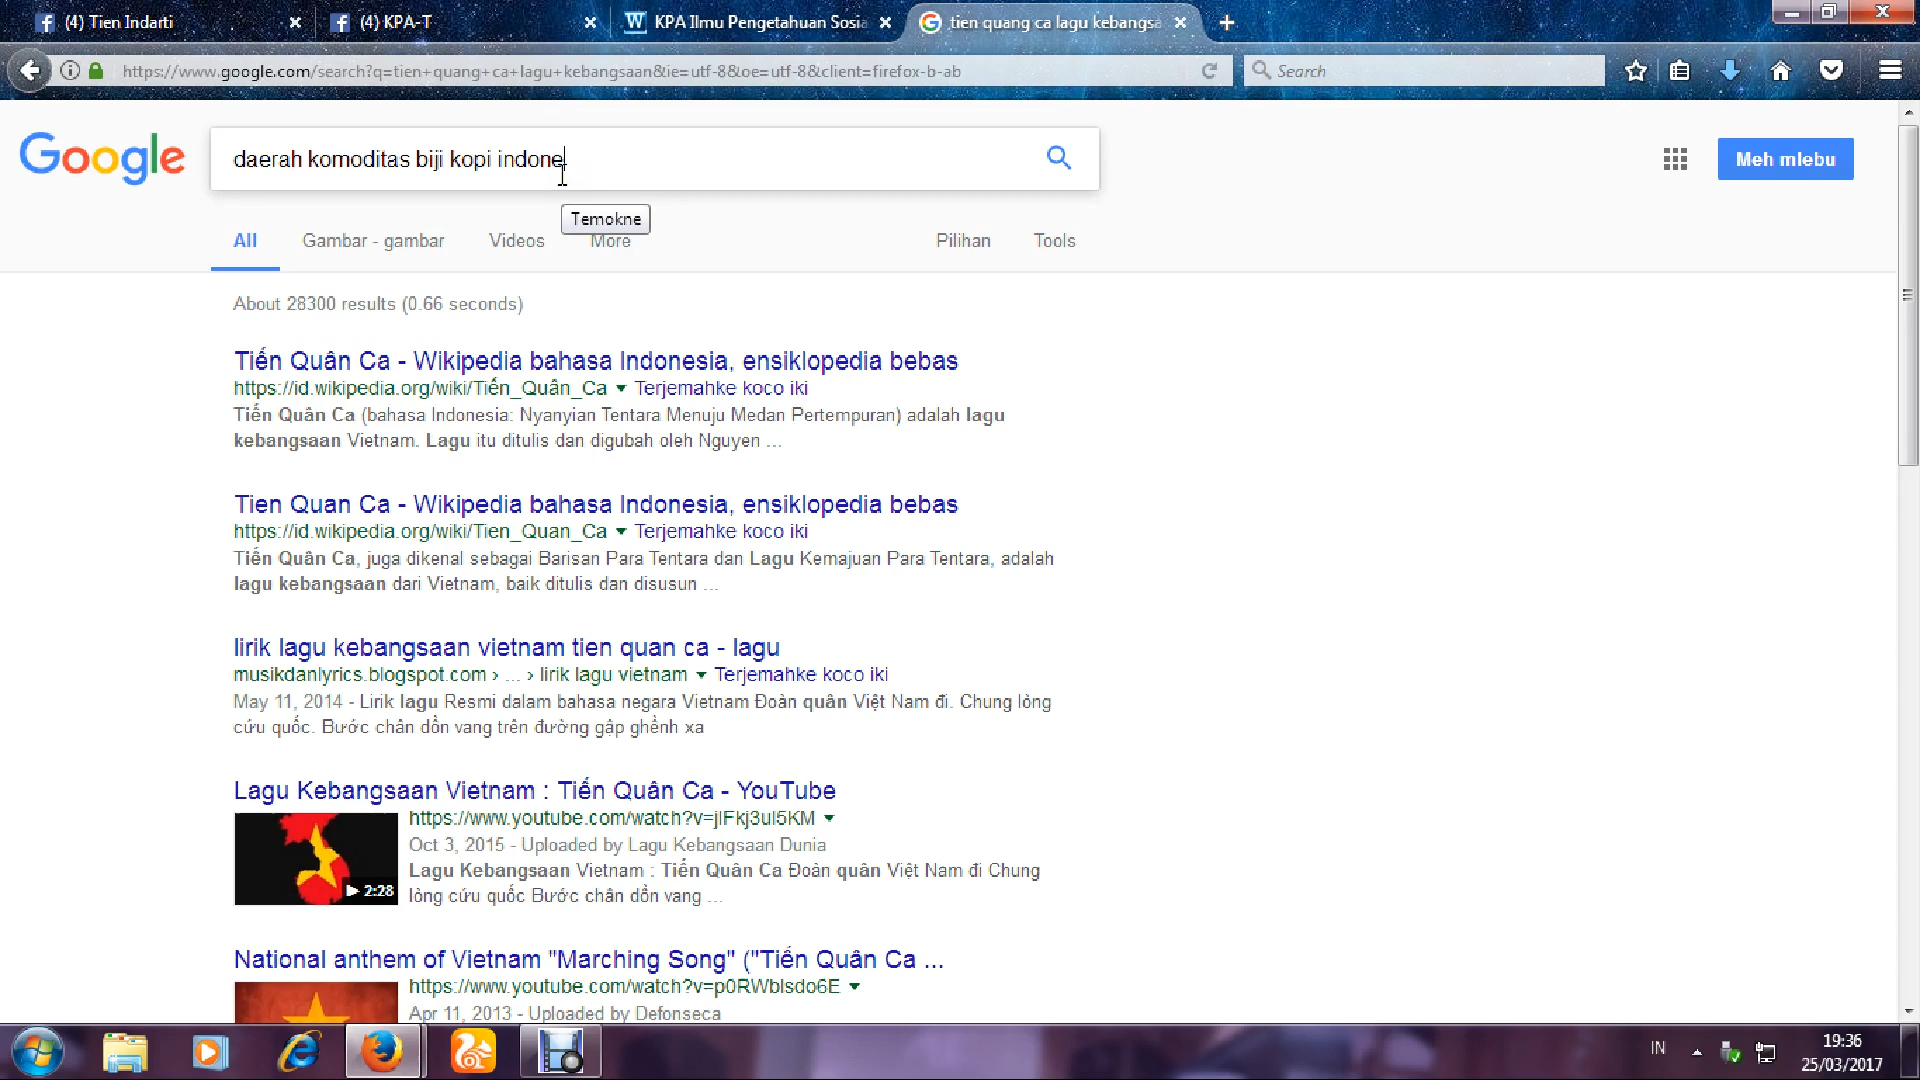 (4) Tien Indarti
(4) KPA-T
KPA Ilmu Pengetahuan Sosia
tien quang ca lagu kebangsa
https://www.google.com/search?q=tien+quang+ca+lagu+kebangsaan&ie=utf-8&oe=utf-8&client=firefox-b-ab
Search
Google
daerah komoditas biji kopi indone
Meh mlebu
Temokne
All
Gambar - gambar
Videos
More
Pilihan
Tools
About 28300 results (0.66 seconds)
Tiến Quân Ca - Wikipedia bahasa Indonesia, ensiklopedia bebas
https://id.wikipedia.org/wiki/Tiến_Quân_Ca ▼ Terjemahke koco iki
Tiến Quân Ca (bahasa Indonesia: Nyanyian Tentara Menuju Medan Pertempuran) adalah lagu
kebangsaan Vietnam. Lagu itu ditulis dan digubah oleh Nguyen ...
Tien Quan Ca - Wikipedia bahasa Indonesia, ensiklopedia bebas
https://id.wikipedia.org/wiki/Tien_Quan_Ca ▼ Terjemahke koco iki
Tiến Quân Ca, juga dikenal sebagai Barisan Para Tentara dan Lagu Kemajuan Para Tentara, adalah
lagu kebangsaan dari Vietnam, baik ditulis dan disusun ...
lirik lagu kebangsaan vietnam tien quan ca - lagu
musikdanlyrics.blogspot.com › ... › lirik lagu vietnam ▼ Terjemahke koco iki
May 11, 2014 - Lirik lagu Resmi dalam bahasa negara Vietnam Đoàn quân Việt Nam đi. Chung lòng
cứu quốc. Bước chân dồn vang trên đường gập ghềnh xa
Lagu Kebangsaan Vietnam : Tiến Quân Ca - YouTube
https://www.youtube.com/watch?v=jIFkj3ul5KM ▼
Oct 3, 2015 - Uploaded by Lagu Kebangsaan Dunia
Lagu Kebangsaan Vietnam : Tiến Quân Ca Đoàn quân Việt Nam đi Chung
lòng cứu quốc Bước chân dồn vang ...
2:28
National anthem of Vietnam "Marching Song" ("Tiến Quân Ca ...
https://www.youtube.com/watch?v=p0RWblsdo6E ▼
Apr 11, 2013 - Uploaded by Defonseca
IN
19:36
25/03/2017